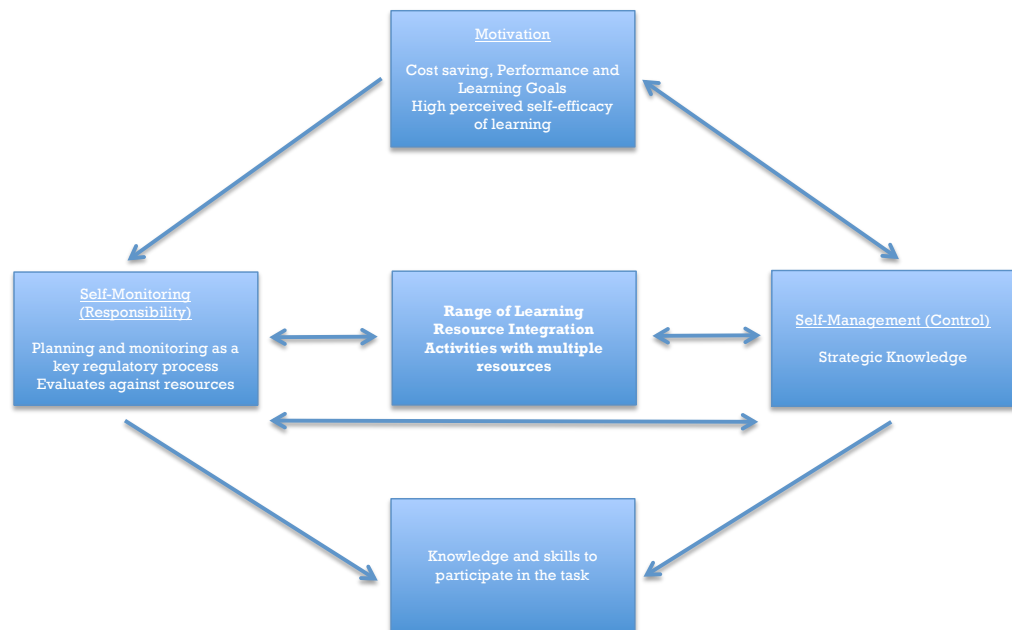 Motivation
Cost saving, Performance and
Learning Goals
High perceived self-efficacy
of learning
Self-Monitoring
(Responsibility)
Planning and monitoring as a
key regulatory process
Evaluates against resources
Range of Learning
Resource Integration
Activities with multiple
resources
Self-Management (Control)
Strategic Knowledge
Knowledge and skills to
participate in the task